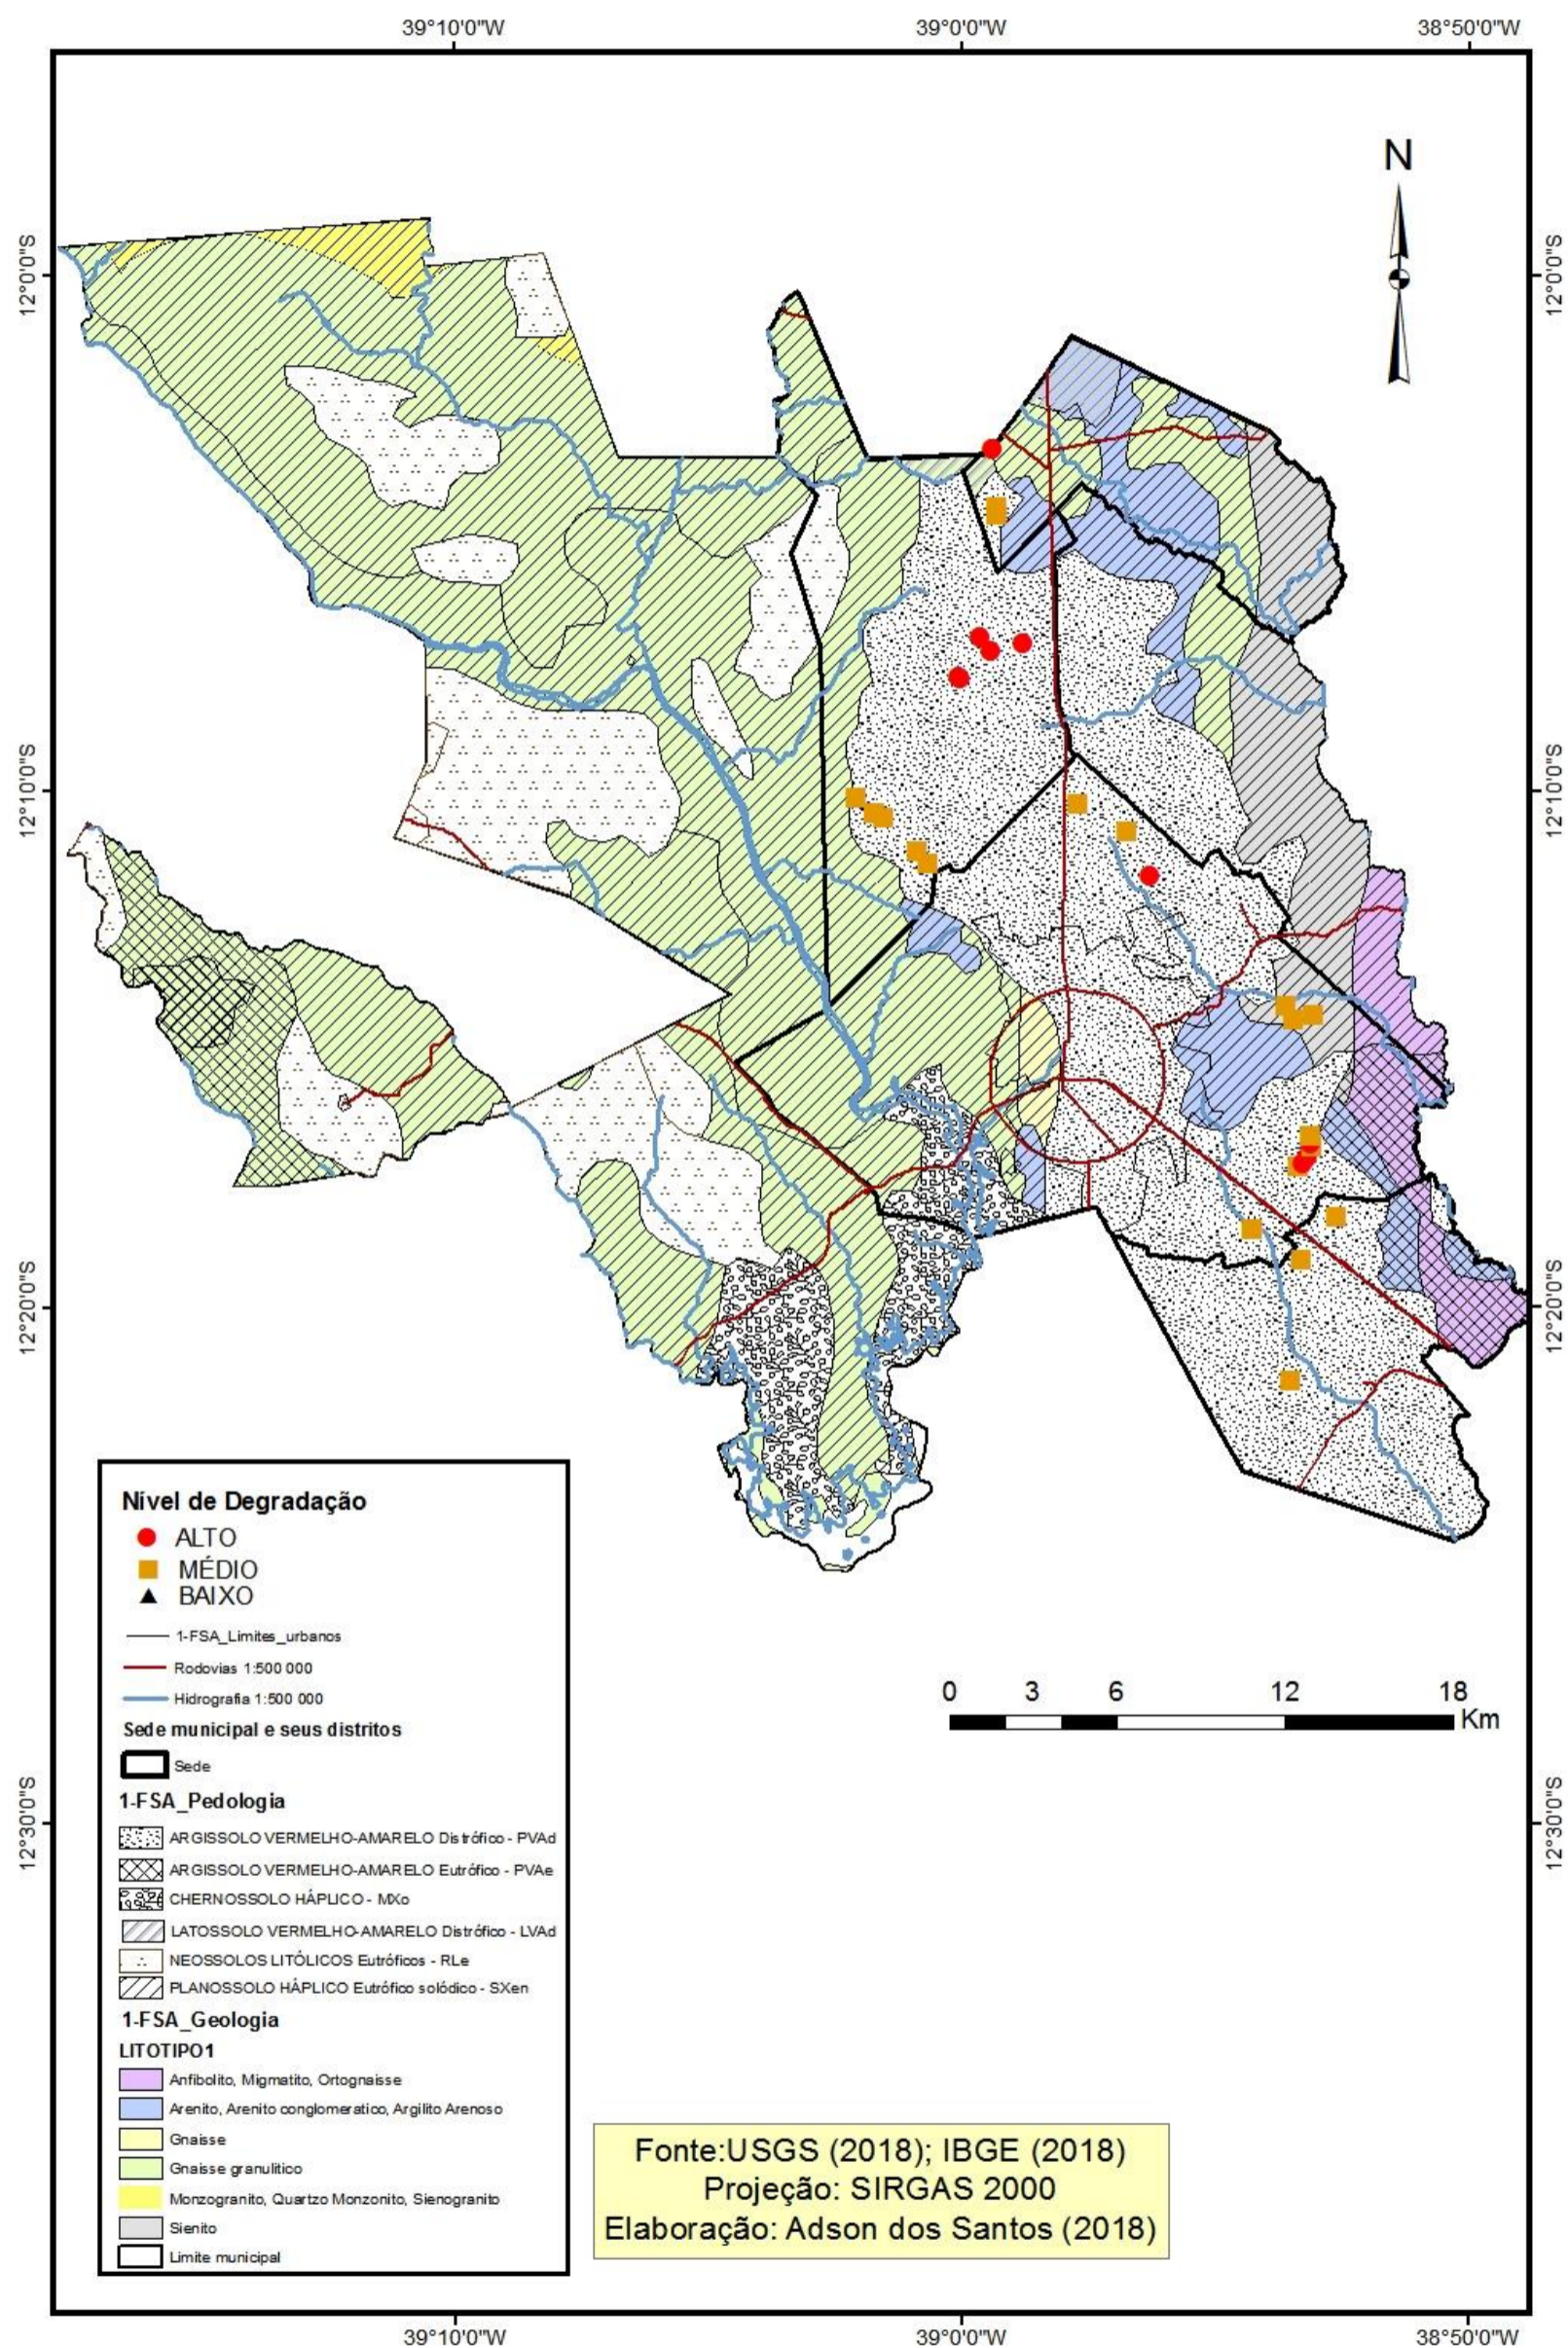 39°10'0"W 39°0'0"W 38°50'0"W
N
12°0'0"S 12°0'0"S
12°10'0"S 12°10'0"S
12°20'0"S 12°20'0"S
Nível de Degradação
ALTO
MÉDIO
BAIXO
1-FSA_Limites_urbanos
Rodovias 1:500 000
Hidrografia 1:500 000
Sede municipal e seus distritos
Sede
1-FSA_Pedologia
ARGISSOLO VERMELHO-AMARELO Distrófico - PVAd
ARGISSOLO VERMELHO-AMARELO Eutrófico - PVAe
CHERNOSSOLO HÁPLICO - MXo
LATOSSOLO VERMELHO-AMARELO Distrófico - LVAd
NEOSSOLOS LITÓLICOS Eutróficos - RLe
PLANOSSOLO HÁPLICO Eutrófico solódico - SXen
1-FSA_Geologia
LITOTIPO1
Anfibolito, Migmatito, Ortognaisse
Arenito, Arenito conglomeratico, Argilito Arenoso
Gnaisse
Gnaisse granulitico
Monzogranito, Quartzo Monzonito, Sienogranito
Sienito
Limite municipal
0 3 6 12 18
Km
12°30'0"S 12°30'0"S
Fonte:USGS (2018); IBGE (2018)
Projeção: SIRGAS 2000
Elaboração: Adson dos Santos (2018)
39°10'0"W 39°0'0"W 38°50'0"W